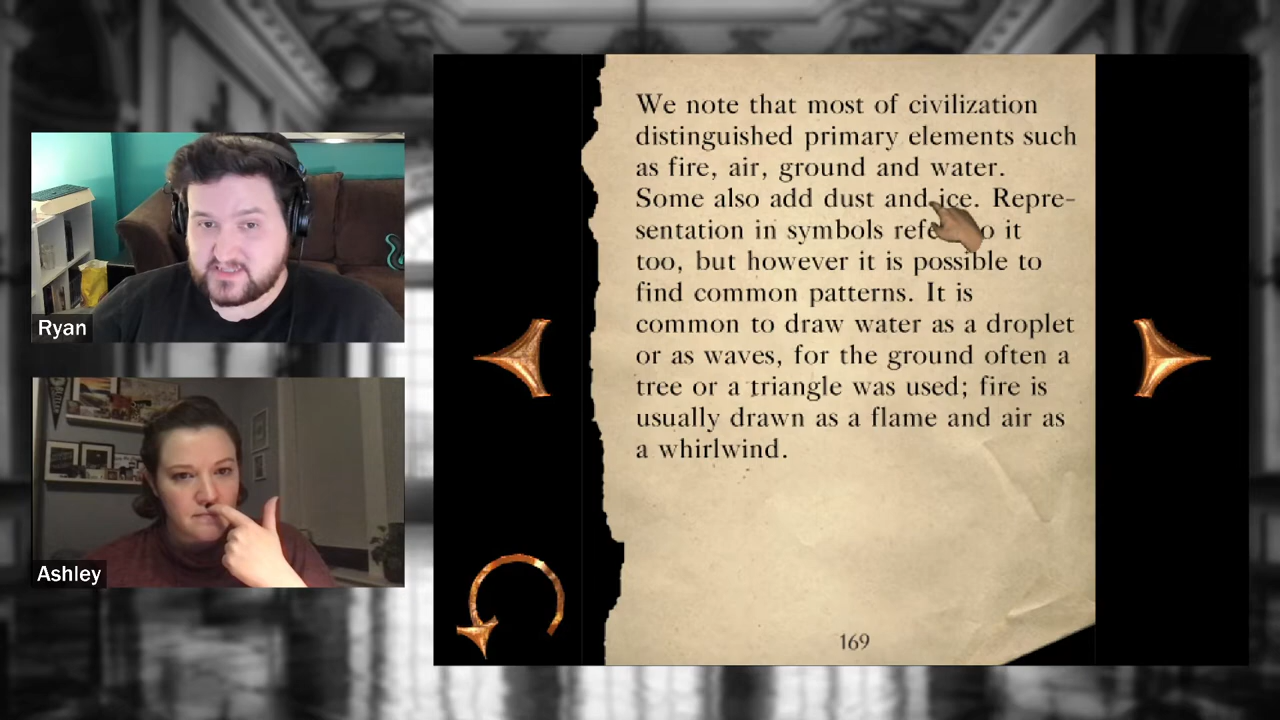 Ryan
Ashley
We note that most of civilization
distinguished primary elements such
as fire, air, ground and water.
Some also add dust and ice. Repre-
sentation in symbols refe o it
too, but however it is possible to
find common patterns. It is
common to draw water as a droplet
or as waves, for the ground often a
tree or a triangle was used; fire is
usually drawn as a flame and air as
a whirlwind.
169